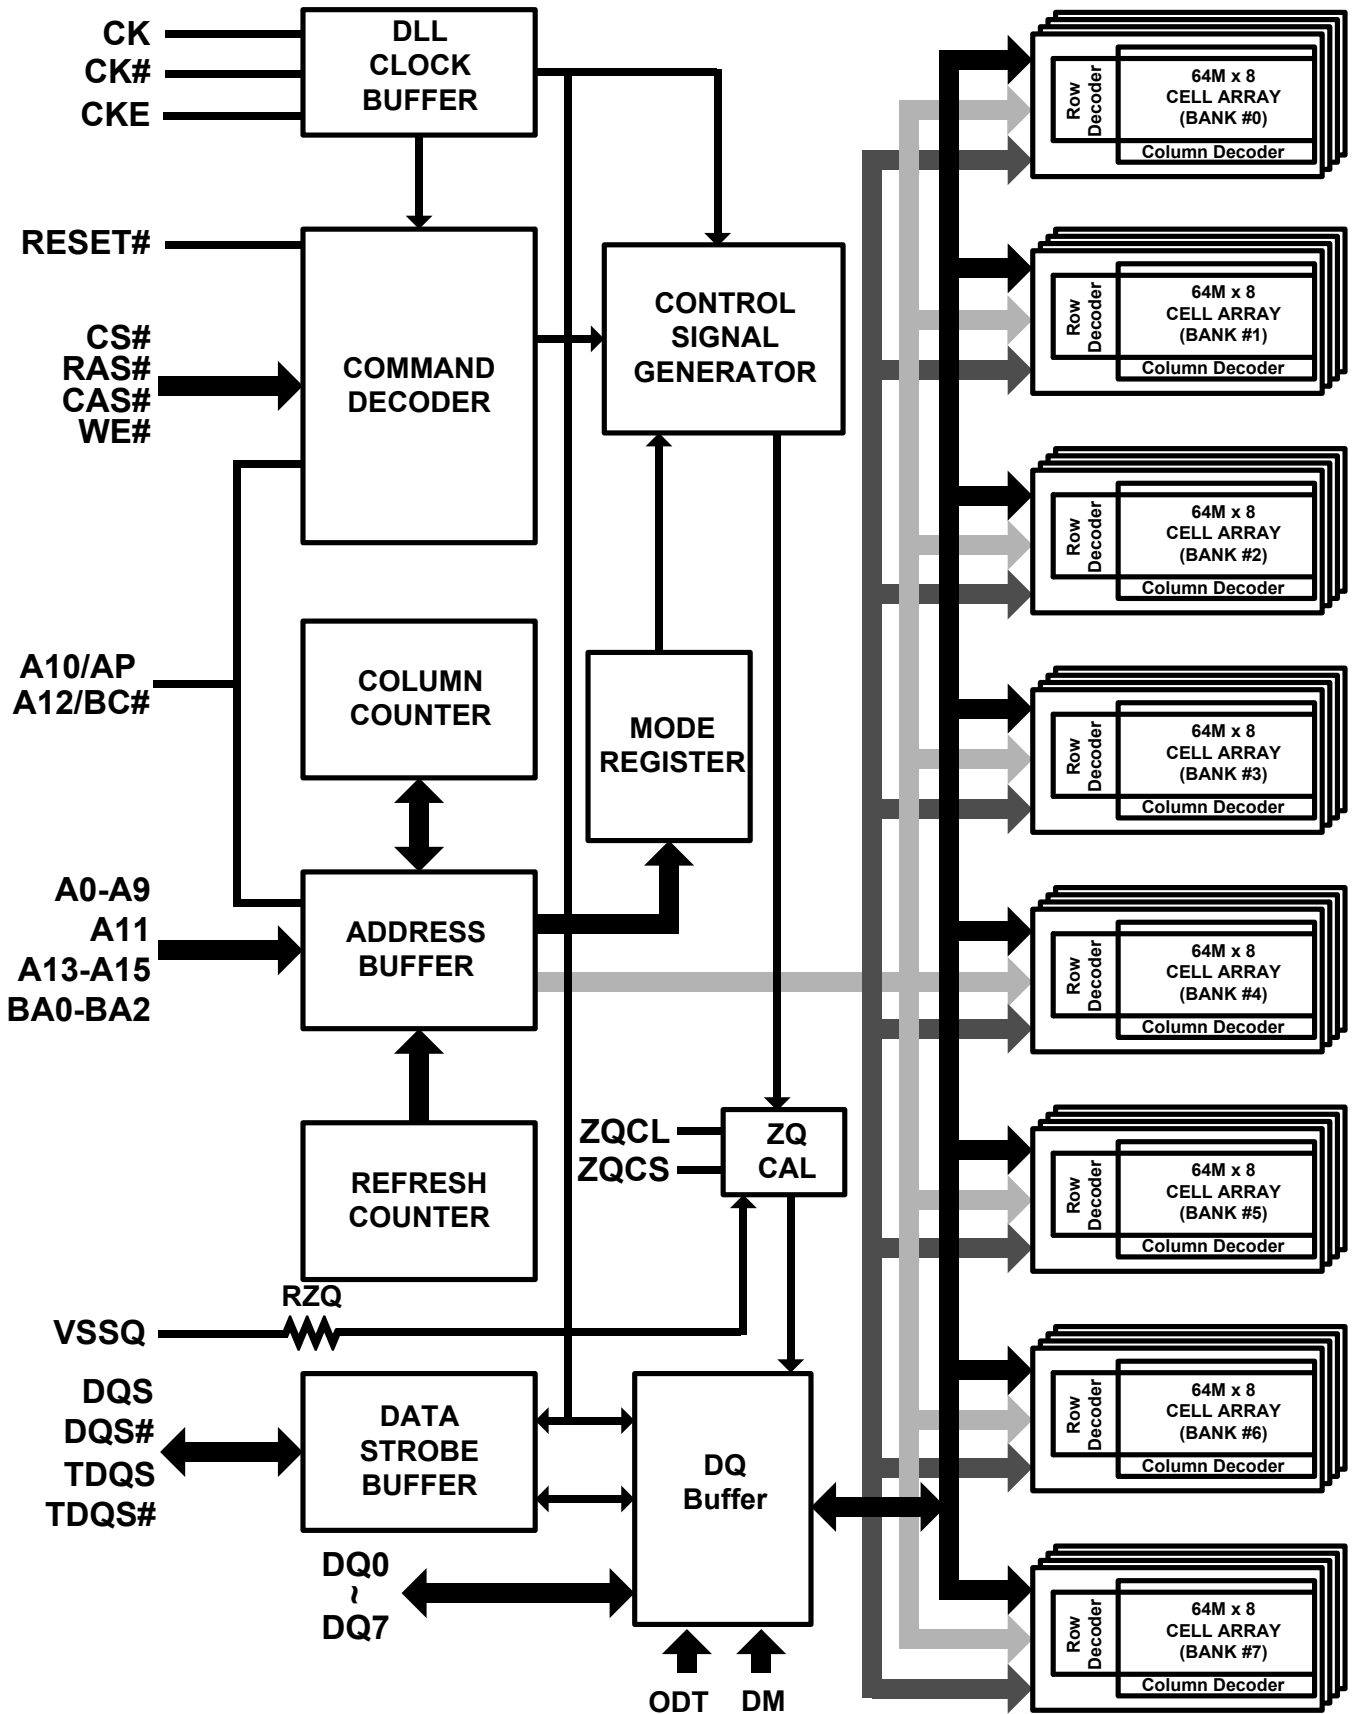 CK
CK#
CKE
DLL
CLOCK
BUFFER
RESET#
CS#
RAS#
CAS#
WE#
COMMAND
DECODER
CONTROL
SIGNAL
GENERATOR
A10/AP
A12/BC#
COLUMN
COUNTER
MODE
REGISTER
A0-A9
A11
A13-A15
BA0-BA2
ADDRESS
BUFFER
REFRESH
COUNTER
ZQCL
ZQCS
ZQ
CAL
RZQ
VSSQ
DQS
DQS#
TDQS
TDQS#
DATA
STROBE
BUFFER
DQ
Buffer
DQ0
~
DQ7
ODT
DM
Row
Decoder
64M x 8
CELL ARRAY
(BANK #0)
Column Decoder
Row
Decoder
64M x 8
CELL ARRAY
(BANK #1)
Column Decoder
Row
Decoder
64M x 8
CELL ARRAY
(BANK #2)
Column Decoder
Row
Decoder
64M x 8
CELL ARRAY
(BANK #3)
Column Decoder
Row
Decoder
64M x 8
CELL ARRAY
(BANK #4)
Column Decoder
Row
Decoder
64M x 8
CELL ARRAY
(BANK #5)
Column Decoder
Row
Decoder
64M x 8
CELL ARRAY
(BANK #6)
Column Decoder
Row
Decoder
64M x 8
CELL ARRAY
(BANK #7)
Column Decoder